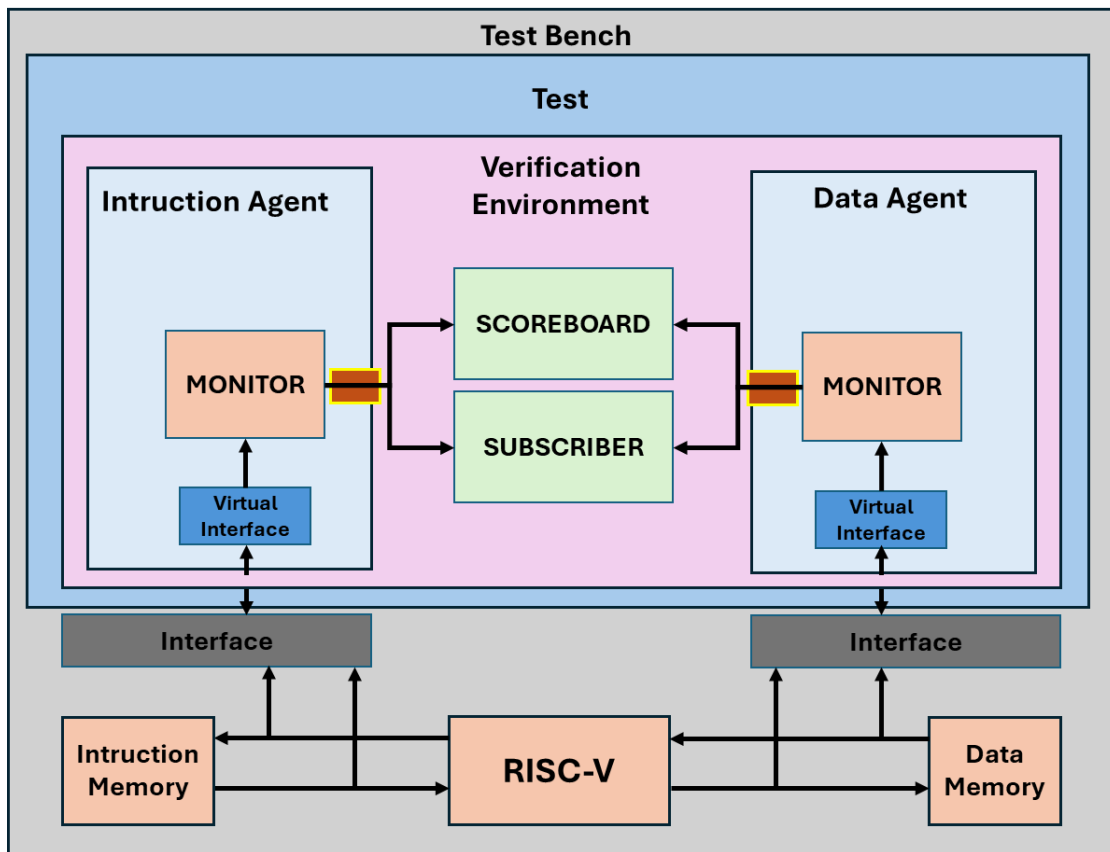 Test Bench
Test
Verification
Environment
Intruction Agent
Data Agent
SCOREBOARD
MONITOR
MONITOR
SUBSCRIBER
Virtual
Interface
Virtual
Interface
Interface
Interface
Intruction
Memory
RISC-V
Data
Memory